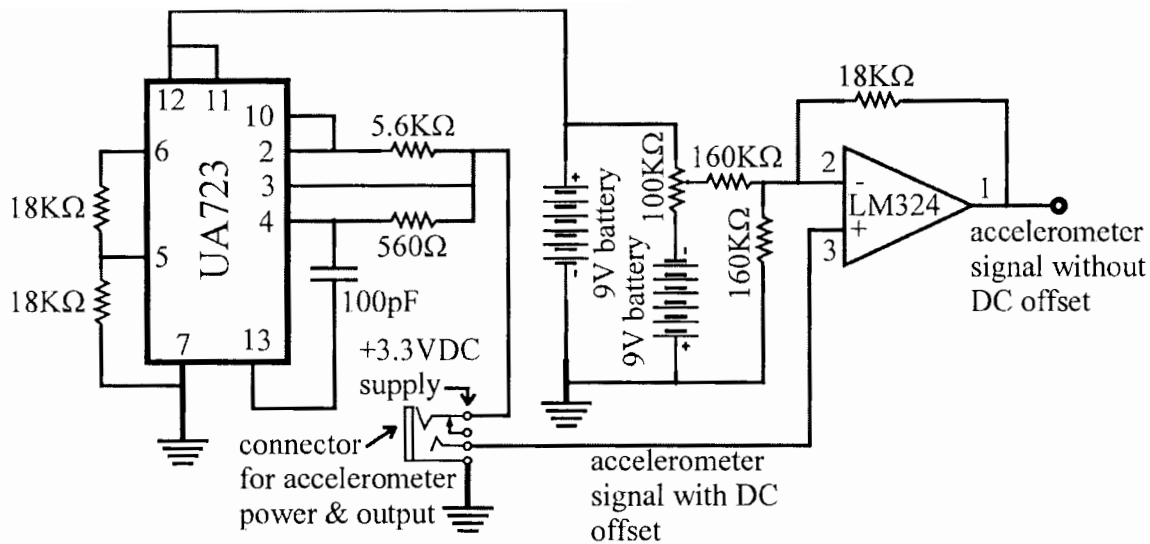 12
11
10
6
2
3
4
5
7
13
UA723
18KΩ
18KΩ
5.6KΩ
560Ω
100pF
+3.3VDC
supply
connector
for accelerometer
power & output
+
9V battery
-
100KΩ
-
9V battery
+
160KΩ
160KΩ
18KΩ
2
-
LM324
+
3
1
accelerometer
signal without
DC offset
accelerometer
signal with DC
offset